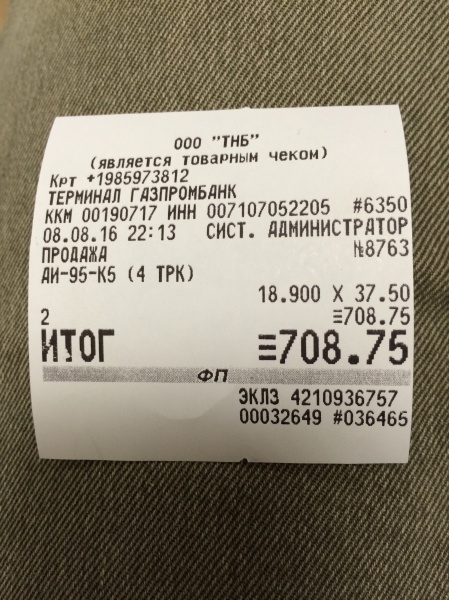 ООО "ТНБ"
(является товарным чеком)
Крт +1985973812
ТЕРМИНАЛ ГАЗПРОМБАНК
ККМ 00190717 ИНН 007107052205 #6350
08.08.16 22:13 СИСТ. АДМИНИСТРАТОР
ПРОДАЖА №8763
АИ-95-К5 (4 ТРК)
18.900 X 37.50
2 ≡708.75
ИТОГ ≡708.75
ФП
ЭКЛЗ 4210936757
00032649 #036465